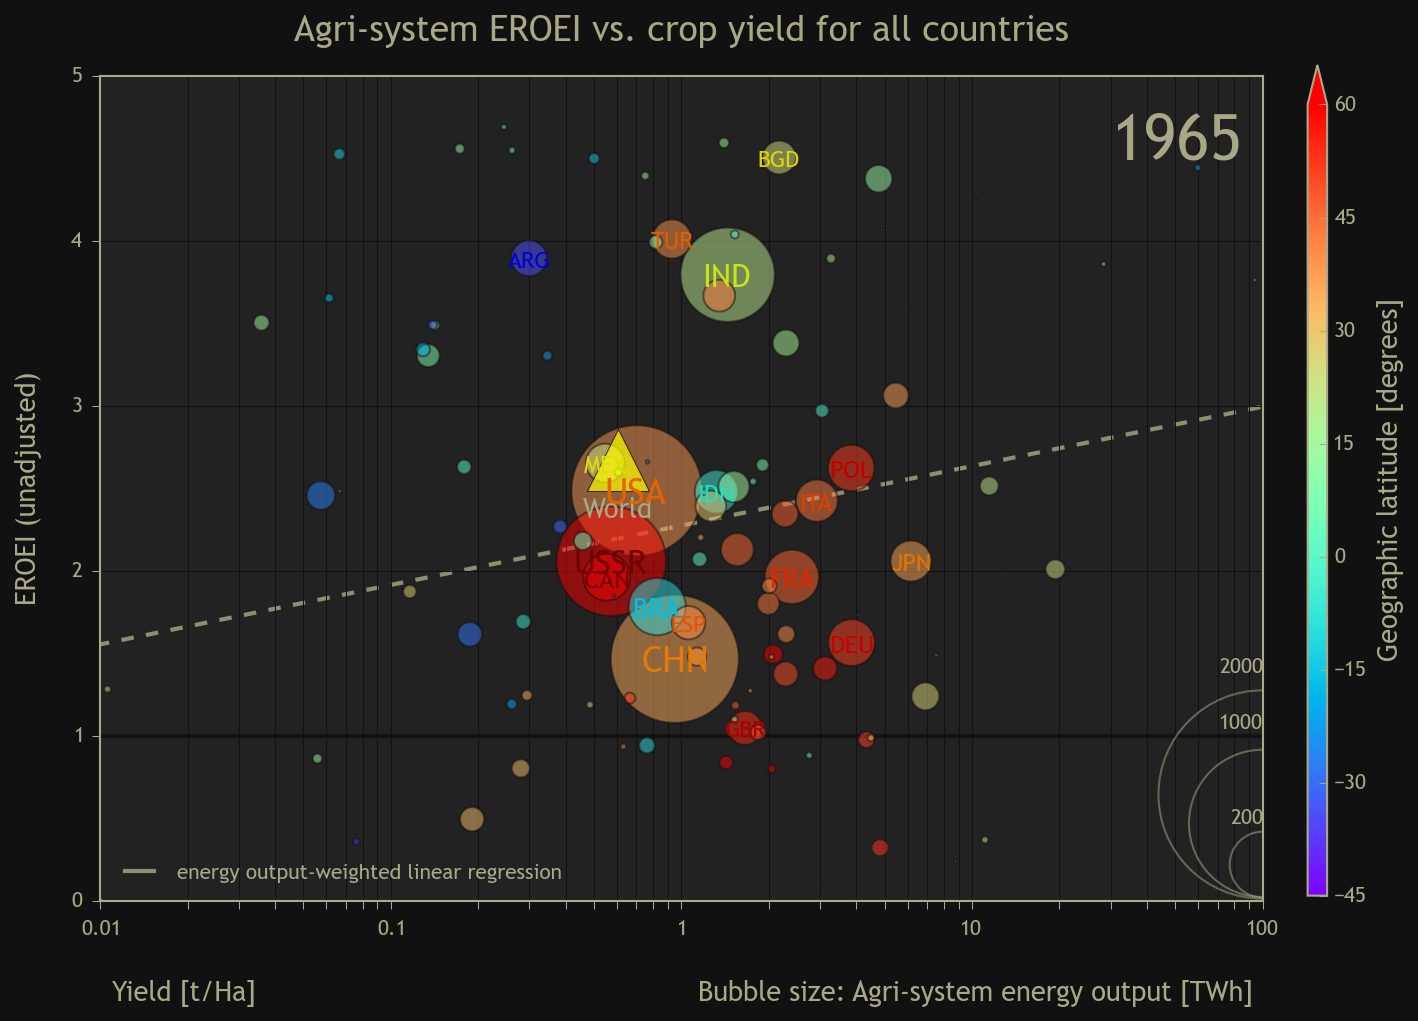 Agri-system EROEI vs. crop yield for all countries
1965
EROEI (unadjusted)
5
4
3
2
1
0
BGD
TUR
ARG
IND
MEX
USA
World
IDN
POL
ITA
USSR
CAN
FRA
JPN
BRA
ESP
CHN
DEU
GBR
2000
1000
200
energy output-weighted linear regression
0.01
0.1
1
10
100
Yield [t/Ha]
Bubble size: Agri-system energy output [TWh]
60
45
30
15
0
−15
−30
−45
Geographic latitude [degrees]